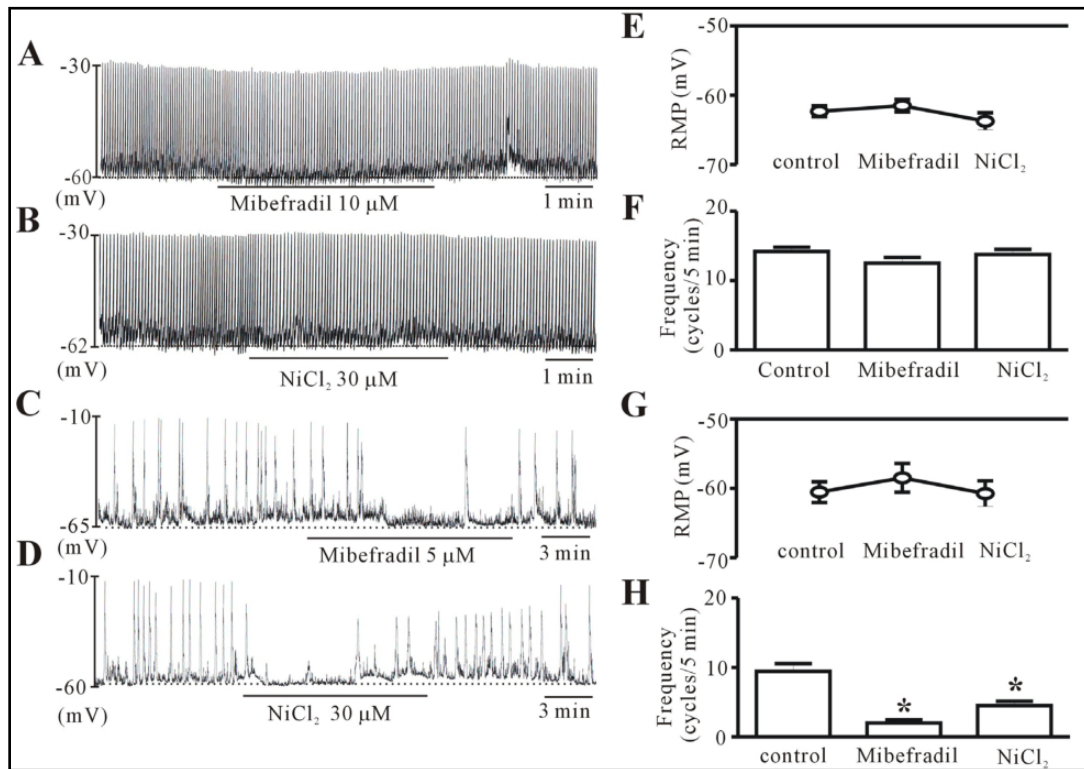 A
-30
-60
(mV)
Mibefradil 10 μM
1 min
B
-30
-62
(mV)
NiCl₂ 30 μM
1 min
C
-10
-65
(mV)
Mibefradil 5 μM
3 min
D
-10
-60
(mV)
NiCl₂ 30 μM
3 min
E
-50
-60
-70
RMP (mV)
control Mibefradil NiCl₂
F
20
10
0
Frequency
(cycles/5 min)
Control Mibefradil NiCl₂
G
-50
-60
-70
RMP (mV)
control Mibefradil NiCl₂
H
20
10
0
Frequency
(cycles/5 min)
* *
control Mibefradil NiCl₂